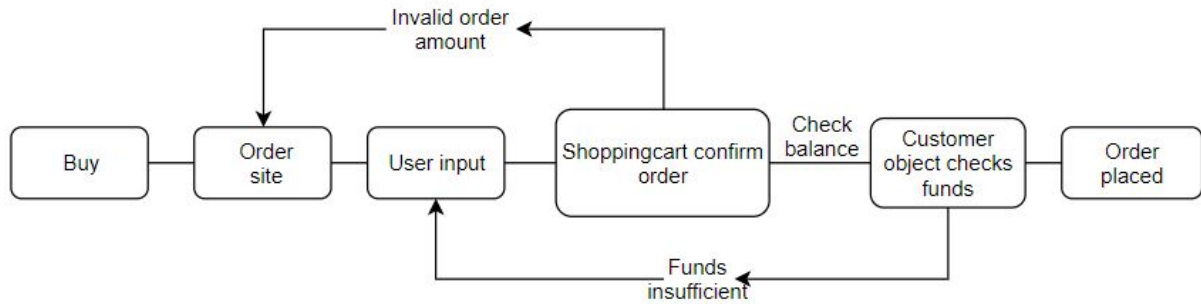 Invalid order
amount
Buy
Order
site
User input
Shoppingcart confirm
order
Check
balance
Customer
object checks
funds
Order
placed
Funds
insufficient